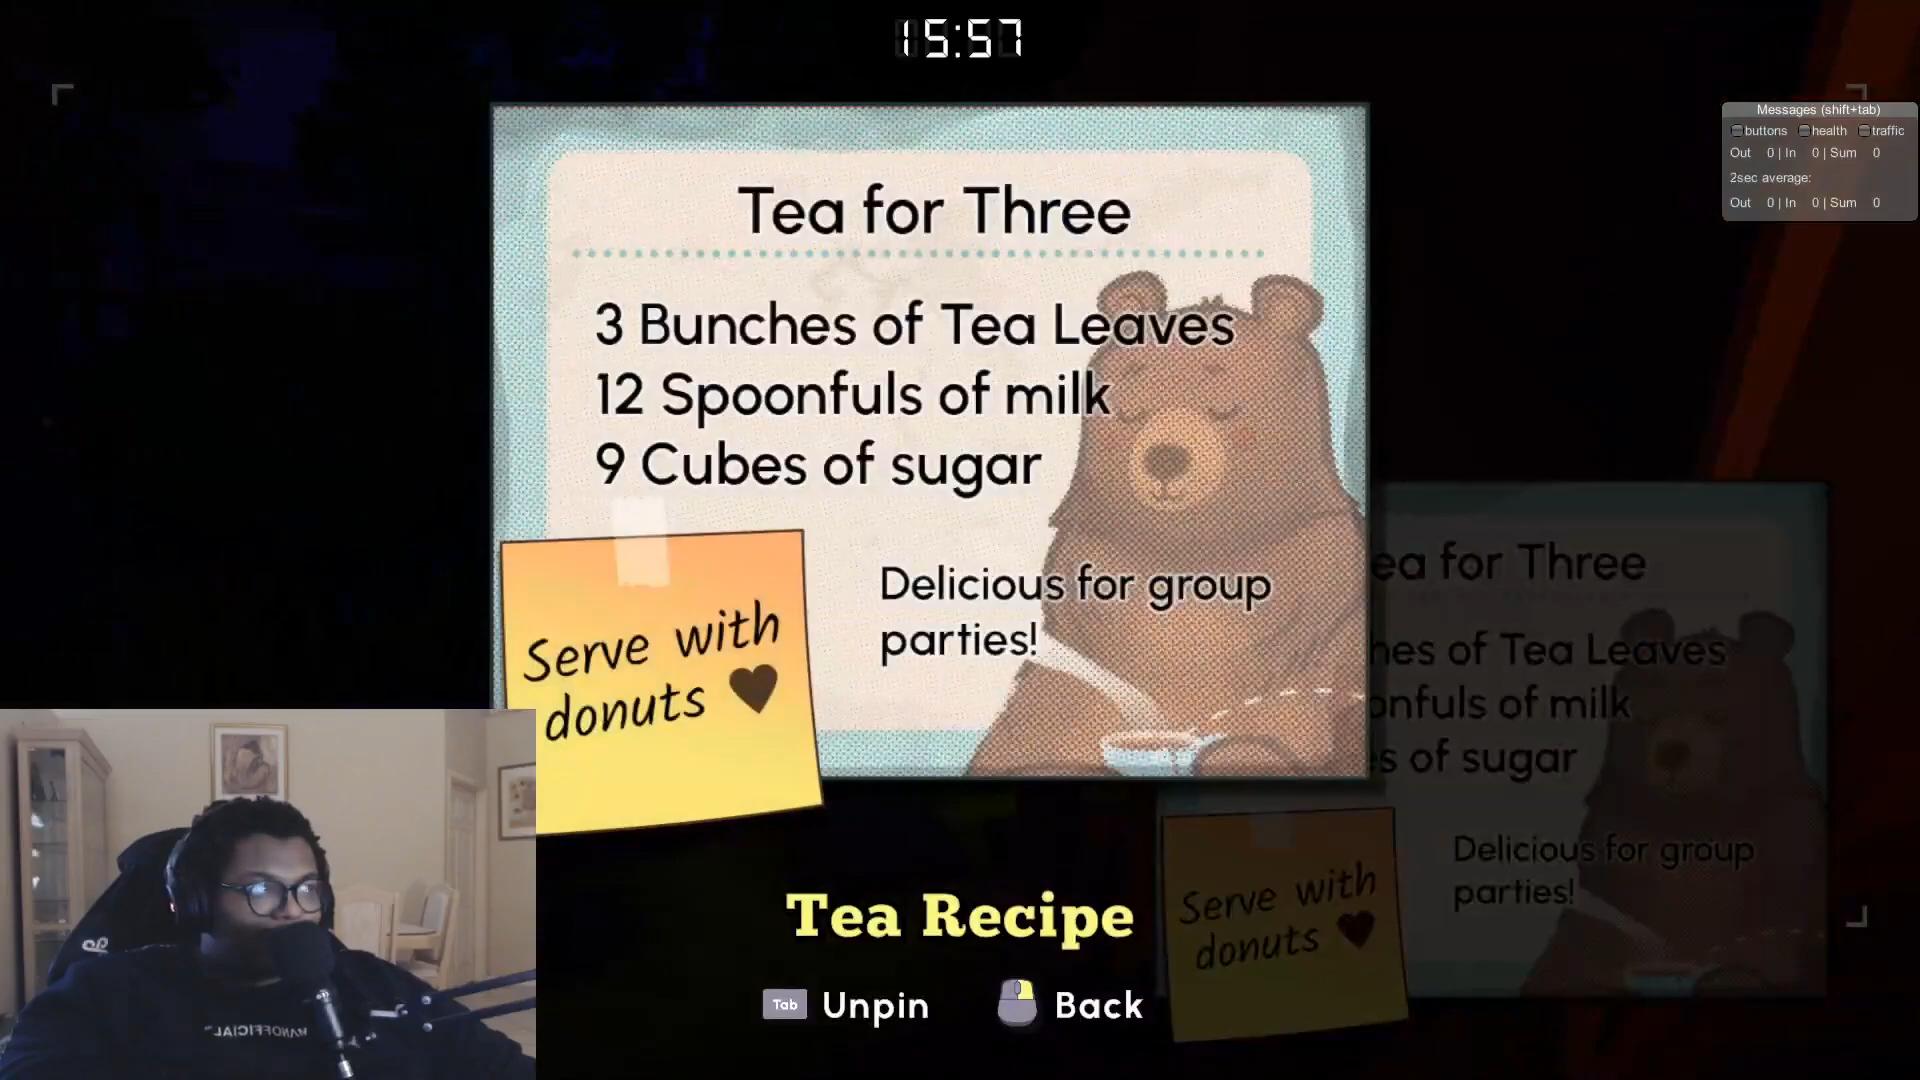 15:57
Messages (shift+tab)
buttons health traffic
Out 0 | In 0 | Sum 0
2sec average:
Out 0 | In 0 | Sum 0
Tea for Three
3 Bunches of Tea Leaves
12 Spoonfuls of milk
9 Cubes of sugar
Delicious for group
parties!
Serve with
donuts ♥
ea for Three
hes of Tea Leaves
onfuls of milk
es of sugar
Delicious for group
parties!
Serve with
donuts ♥
Tea Recipe
Tab Unpin Back